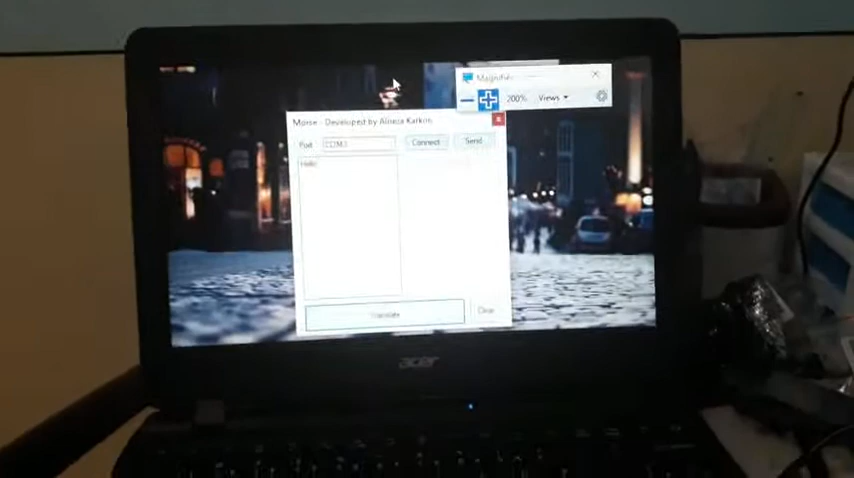 Magnifier
200% Views
Morse - Developed by Alireza Karkon
Port COM3 Connect Send
Hello
Translate Clear
acer